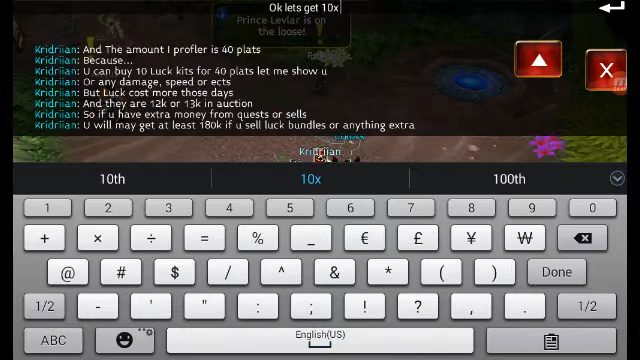 Ok lets get 10x
Prince Levlar is on
the loose!
Kridriian: And The amount I profler is 40 plats
Kridriian: Because...
Kridriian: U can buy 10 Luck kits for 40 plats let me show u
Kridriian: Or any damage, speed or ects
Kridriian: But Luck cost more those days
Kridriian: And they are 12k or 13k in auction
Kridriian: So if u have extra money from quests or sells
Kridriian: U will may get at least 180k if u sell luck bundles or anything extra
X
Kridriian
10th 10x 100th
1 2 3 4 5 6 7 8 9 0
+ × ÷ = % _ € £ ¥ ₩
@ # $ / ^ & * ( ) Done
1/2 - ' " : ; ! ? , . 1/2
ABC English(US)